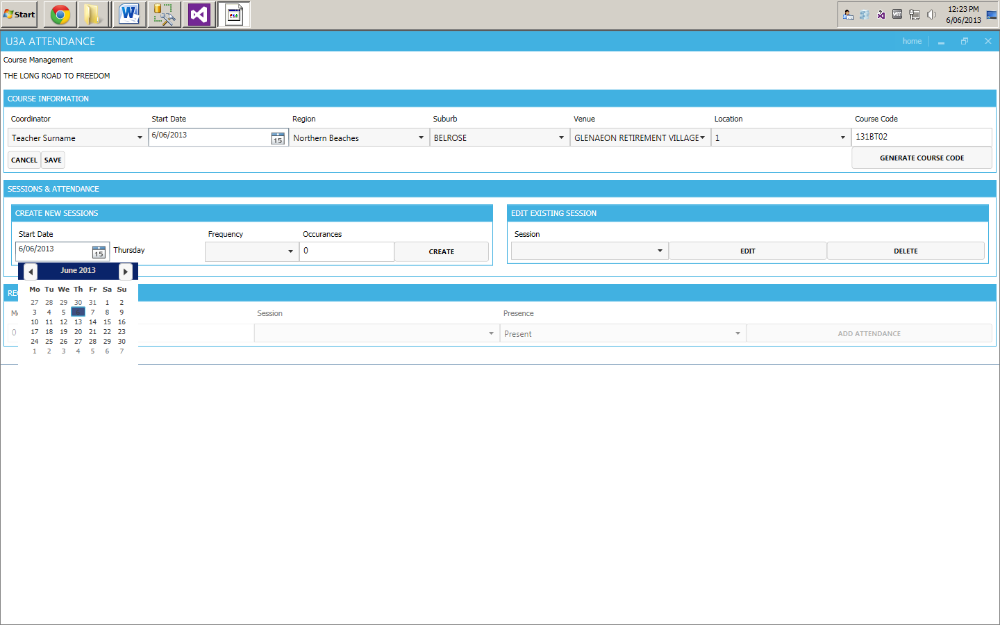 Start
12:23 PM
6/06/2013
U3A ATTENDANCE
home
Course Management
THE LONG ROAD TO FREEDOM
COURSE INFORMATION
Coordinator Start Date Region Suburb Venue Location Course Code
Teacher Surname 6/06/2013 15 Northern Beaches BELROSE GLENAEON RETIREMENT VILLAGE 1 131BT02
CANCEL SAVE GENERATE COURSE CODE
SESSIONS & ATTENDANCE
CREATE NEW SESSIONS
Start Date Frequency Occurances
6/06/2013 15 Thursday 0 CREATE
EDIT EXISTING SESSION
Session
EDIT DELETE
June 2013
Mo Tu We Th Fr Sa Su
27 28 29 30 31 1 2
3 4 5 6 7 8 9
10 11 12 13 14 15 16
17 18 19 20 21 22 23
24 25 26 27 28 29 30
1 2 3 4 5 6 7
Session Presence
0 Present ADD ATTENDANCE